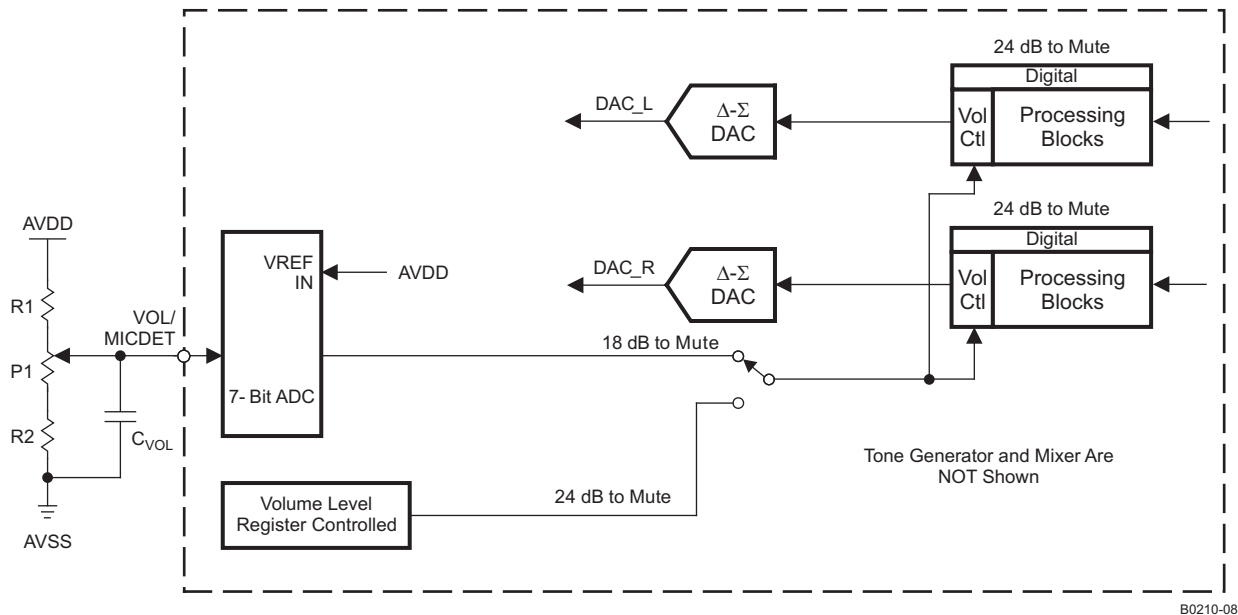 24 dB to Mute
Digital
Vol
Ctl
Processing
Blocks
DAC_L
Δ-Σ
DAC
24 dB to Mute
Digital
Vol
Ctl
Processing
Blocks
DAC_R
Δ-Σ
DAC
AVDD
R1
P1
R2
AVSS
VOL/
MICDET
CVOL
VREF
IN
AVDD
7- Bit ADC
18 dB to Mute
Volume Level
Register Controlled
24 dB to Mute
Tone Generator and Mixer Are
NOT Shown
B0210-08